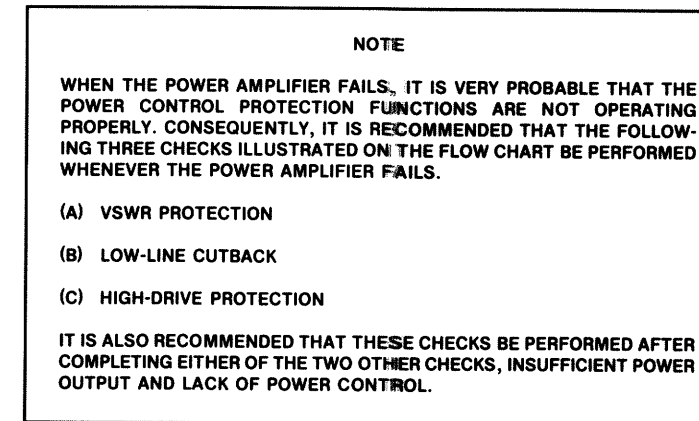 NOTE
WHEN THE POWER AMPLIFIER FAILS, IT IS VERY PROBABLE THAT THE
POWER CONTROL PROTECTION FUNCTIONS ARE NOT OPERATING
PROPERLY. CONSEQUENTLY, IT IS RECOMMENDED THAT THE FOLLOW-
ING THREE CHECKS ILLUSTRATED ON THE FLOW CHART BE PERFORMED
WHENEVER THE POWER AMPLIFIER FAILS.
(A) VSWR PROTECTION
(B) LOW-LINE CUTBACK
(C) HIGH-DRIVE PROTECTION
IT IS ALSO RECOMMENDED THAT THESE CHECKS BE PERFORMED AFTER
COMPLETING EITHER OF THE TWO OTHER CHECKS, INSUFFICIENT POWER
OUTPUT AND LACK OF POWER CONTROL.